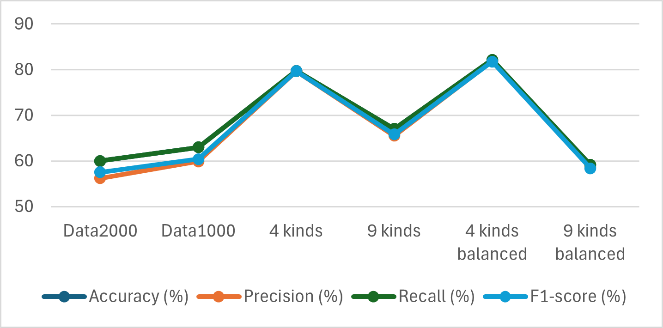 90
80
70
60
50
Data2000 Data1000 4 kinds 9 kinds 4 kinds 9 kinds
balanced balanced
Accuracy (%) Precision (%) Recall (%) F1-score (%)